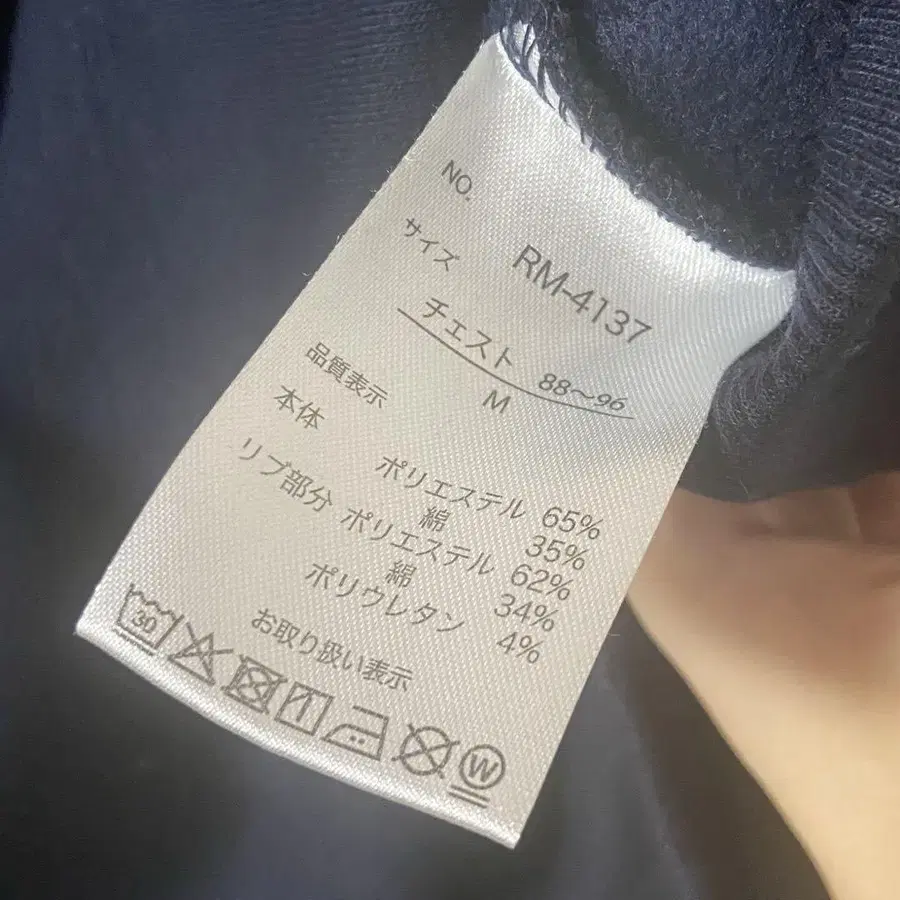 NO. RM-4137
サイズ
チェスト 88～96
M
品質表示
本体 ポリエステル 65%
綿 35%
リブ部分 ポリエステル 62%
綿 34%
ポリウレタン 4%
お取り扱い表示
30
W